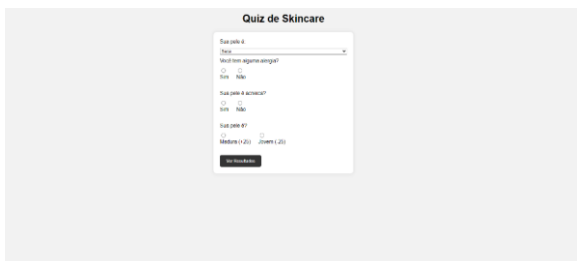 Quiz de Skincare
Sua pele é:
Seca
Você tem alguma alergia?
Sim Não
Sua pele é acneica?
Sim Não
Sua pele é?
Madura (+25) Jovem (-25)
Ver Resultados